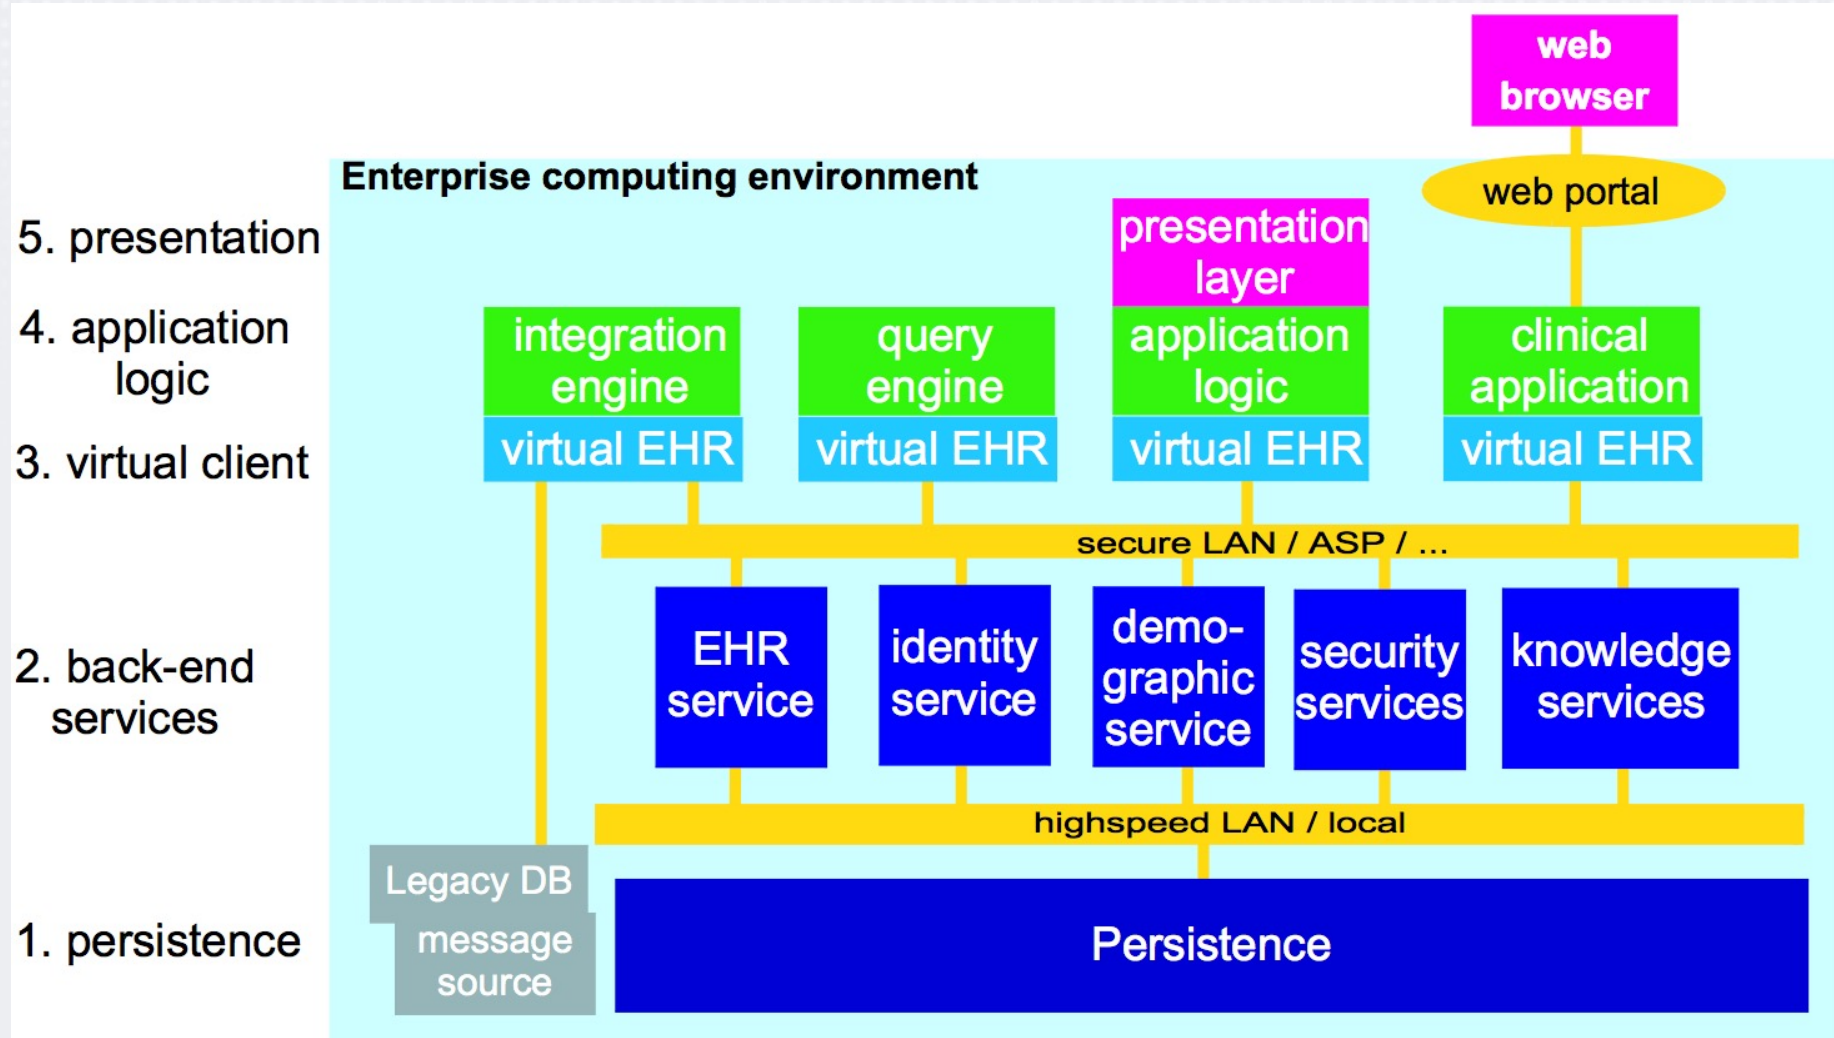 web
browser
Enterprise computing environment
web portal
5. presentation
presentation
layer
4. application
logic
integration
engine
query
engine
application
logic
clinical
application
3. virtual client
virtual EHR
virtual EHR
virtual EHR
virtual EHR
secure LAN / ASP / ...
2. back-end
services
EHR
service
identity
service
demo-
graphic
service
security
services
knowledge
services
highspeed LAN / local
Legacy DB
1. persistence
message
source
Persistence